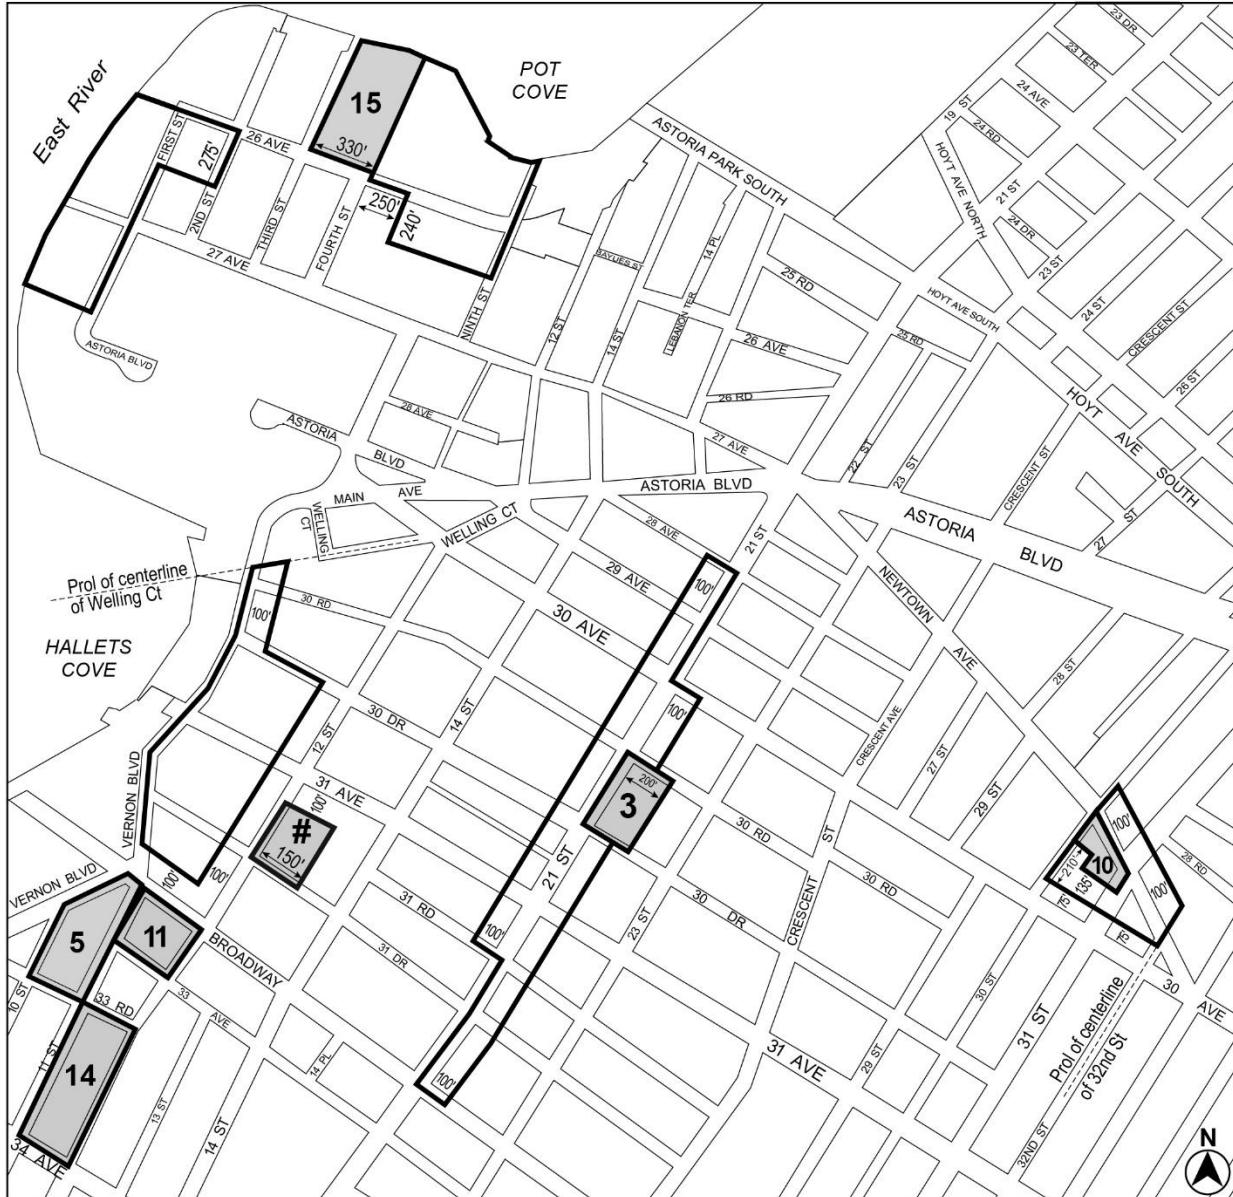 23 DR
23 TER
24 AVE
19 ST
24 RD
POT
COVE
East River
15
FIRST ST
26 AVE
275'
330'
ASTORIA PARK SOUTH
HOYT AVE NORTH
21 ST
24 DR
23 ST
2ND ST
THIRD ST
FOURTH ST
250'
240'
27 AVE
BAYLIES ST
14 PL
25 RD
HOYT AVE SOUTH
24 ST
CRESCENT ST
NINTH ST
12 ST
14 ST
LEBANON TER
26 AVE
25 RD
26 ST
ASTORIA BLVD
26 RD
HOYT AVE SOUTH
28 AVE
ASTORIA
BLVD
27 AVE
22 ST
23 ST
CRESCENT ST
MAIN AVE
ASTORIA BLVD
WELLING CT
WELLING CT
28 AVE
21 ST
ASTORIA BLVD
27 ST
Prol of centerline
of Welling Ct
29 AVE
100'
NEWTOWN AVE
100'
30 RD
30 AVE
HALLETS
COVE
28 ST
100'
30 DR
14 ST
12 ST
CRESCENT AVE
27 ST
29 ST
VERNON BLVD
31 AVE
100'
#
150'
200'
3
30 RD
CRESCENT ST
30 RD
100'
28 RD
10
210'
135'
100'
75'
75'
VERNON BLVD
100'
100'
21 ST
31 RD
30 DR
23 ST
5
11
BROADWAY
31 DR
100'
30 ST
31 ST
30 AVE
10 ST
33 RD
33 AVE
Prol of centerline
of 32nd St
11 ST
14
14 PL
31 AVE
29 ST
100'
13 ST
14 ST
34 AVE
32ND ST
N